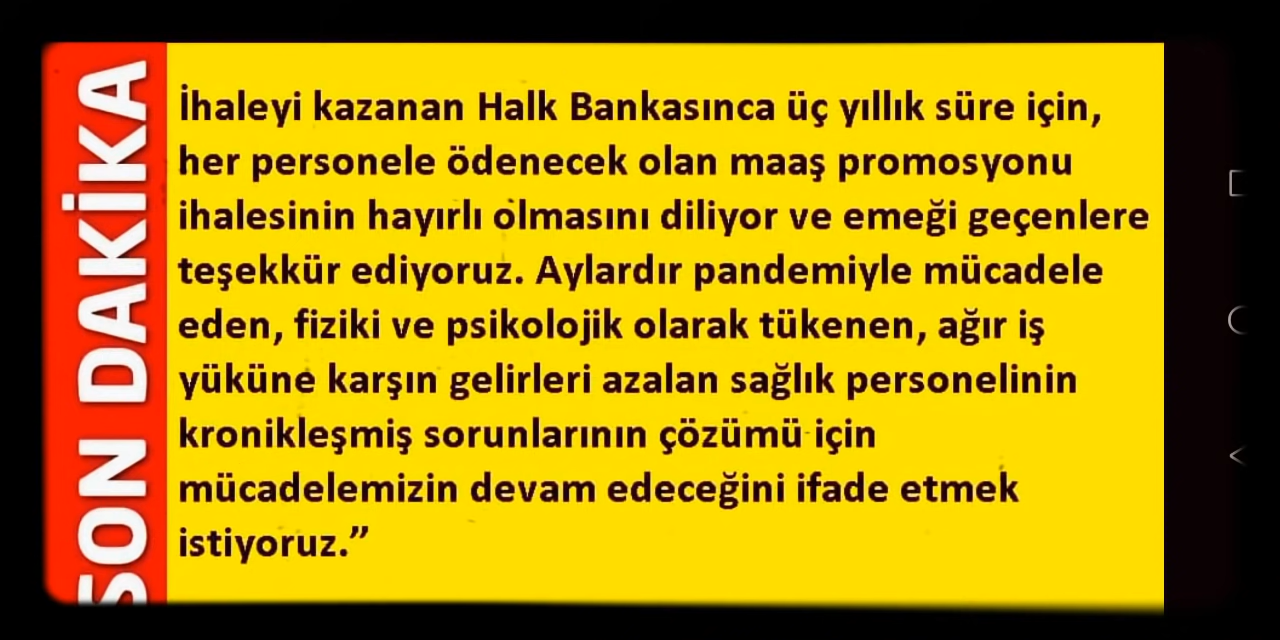 SON DAKİKA
İhaleyi kazanan Halk Bankasınca üç yıllık süre için,
her personele ödenecek olan maaş promosyonu
ihalesinin hayırlı olmasını diliyor ve emeği geçenlere
teşekkür ediyoruz. Aylardır pandemiyle mücadele
eden, fiziki ve psikolojik olarak tükenen, ağır iş
yüküne karşın gelirleri azalan sağlık personelinin
kronikleşmiş sorunlarının çözümü için
mücadelemizin devam edeceğini ifade etmek
istiyoruz.”